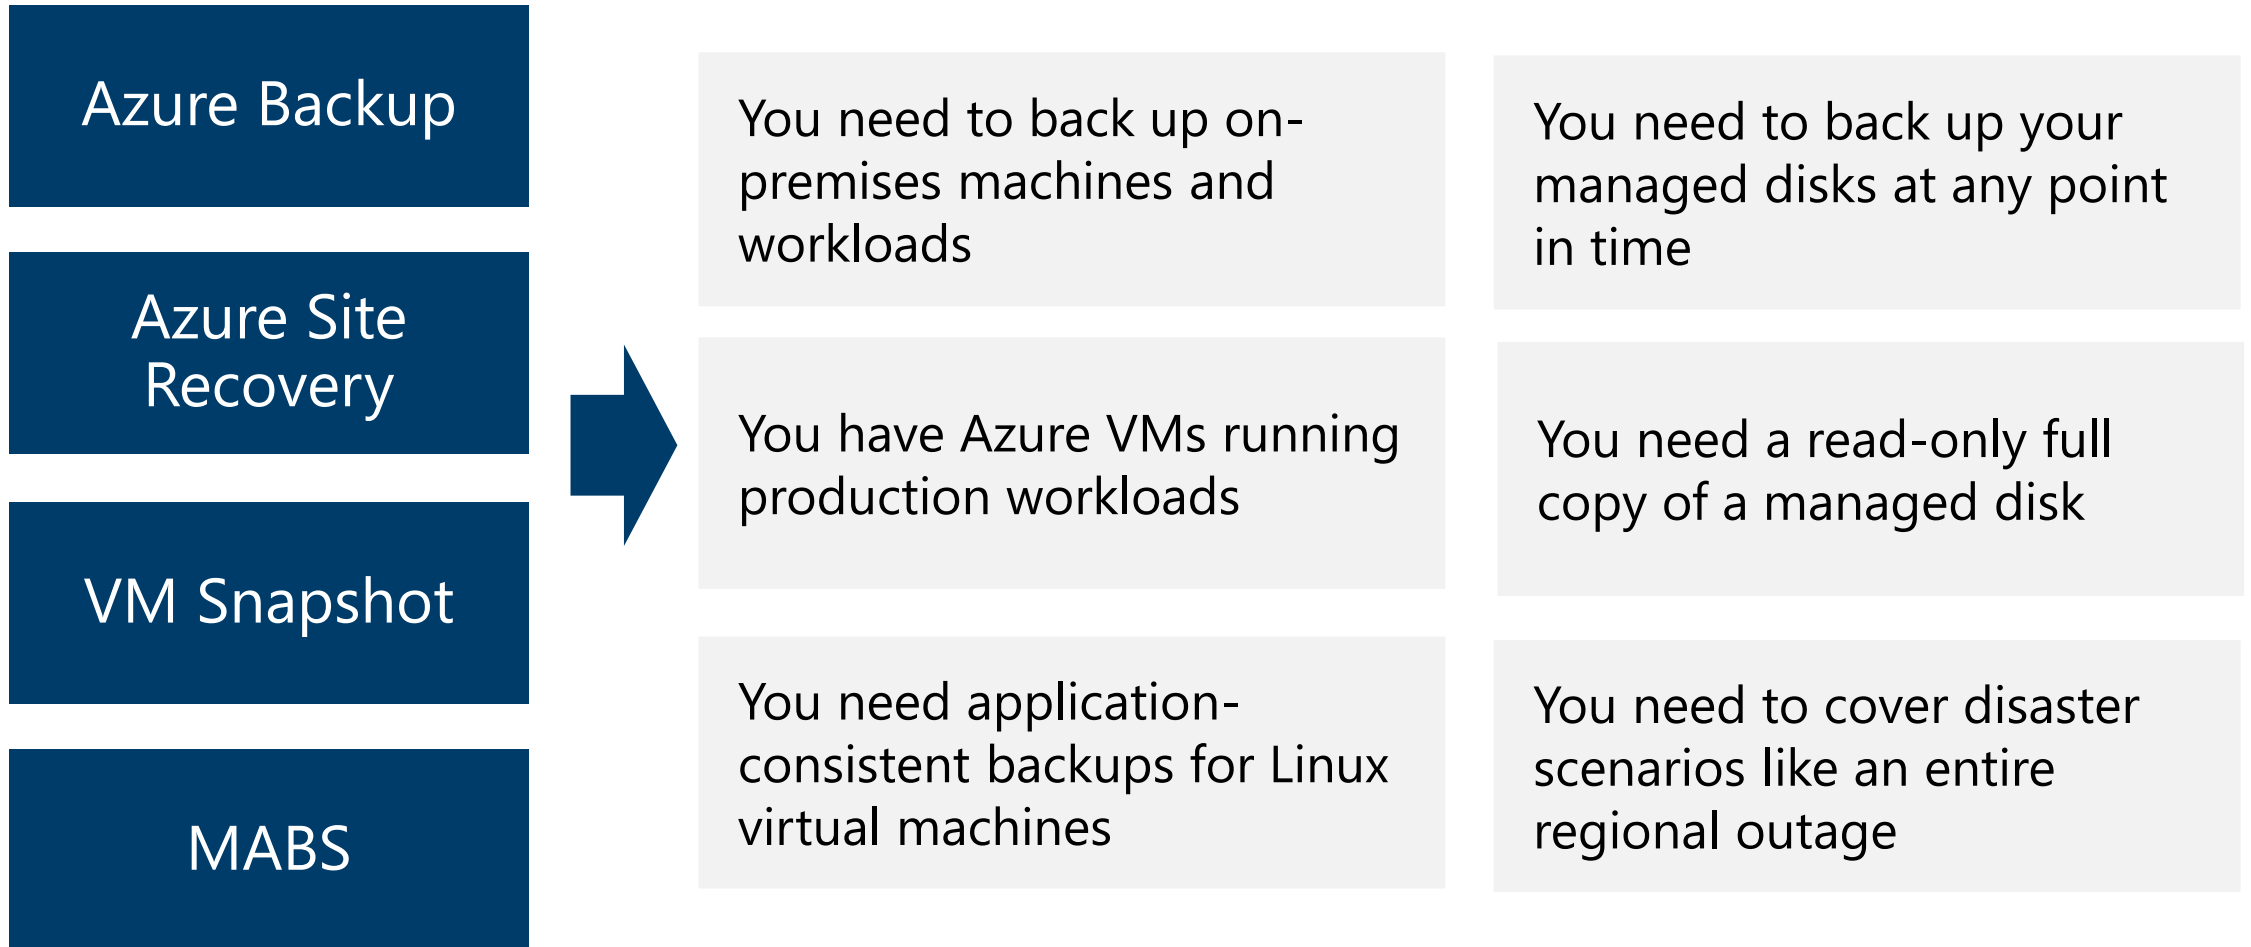 Azure Backup
Azure Site
Recovery
VM Snapshot
MABS
You need to back up on-
premises machines and
workloads
You have Azure VMs running
production workloads
You need application-
consistent backups for Linux
virtual machines
You need to back up your
managed disks at any point
in time
You need a read-only full
copy of a managed disk
You need to cover disaster
scenarios like an entire
regional outage